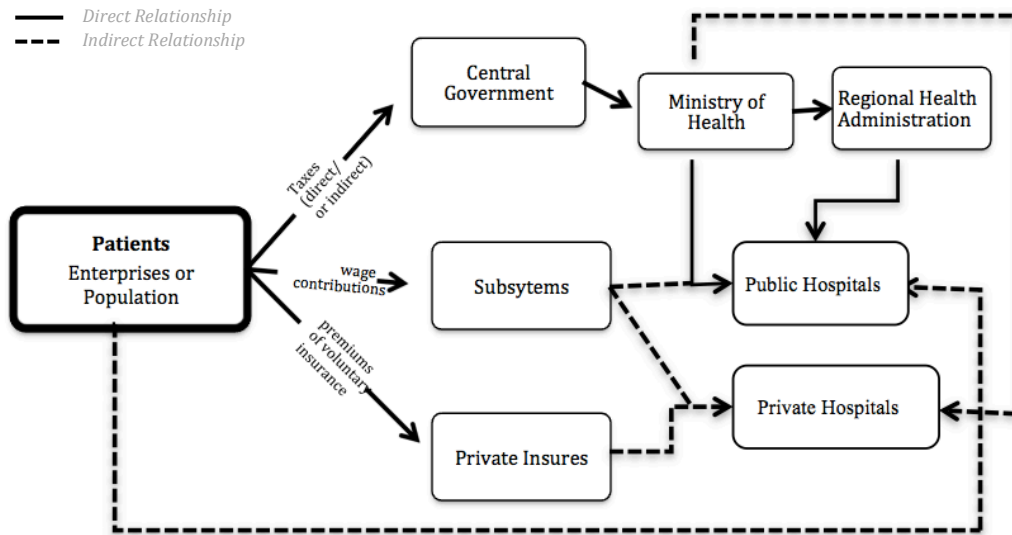 Direct Relationship
Indirect Relationship
Central
Government
Ministry of
Health
Regional Health
Administration
Taxes
(direct/
or indirect)
Patients
Enterprises or
Population
wage
contributions
Subsytems
Public Hospitals
premiums
of voluntary
insurance
Private Hospitals
Private Insures